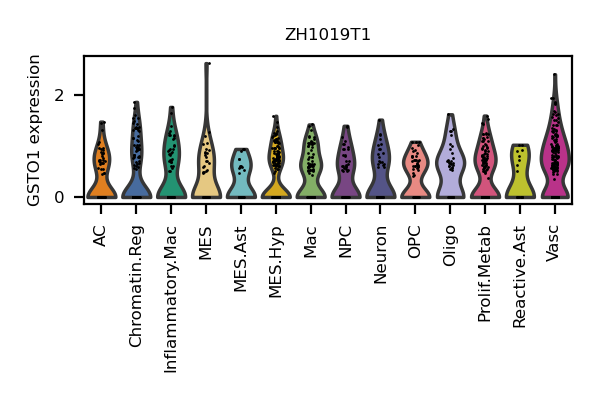 ZH1019T1
GSTO1 expression
2
0
AC
Chromatin.Reg
Inflammatory.Mac
MES
MES.Ast
MES.Hyp
Mac
NPC
Neuron
OPC
Oligo
Prolif.Metab
Reactive.Ast
Vasc